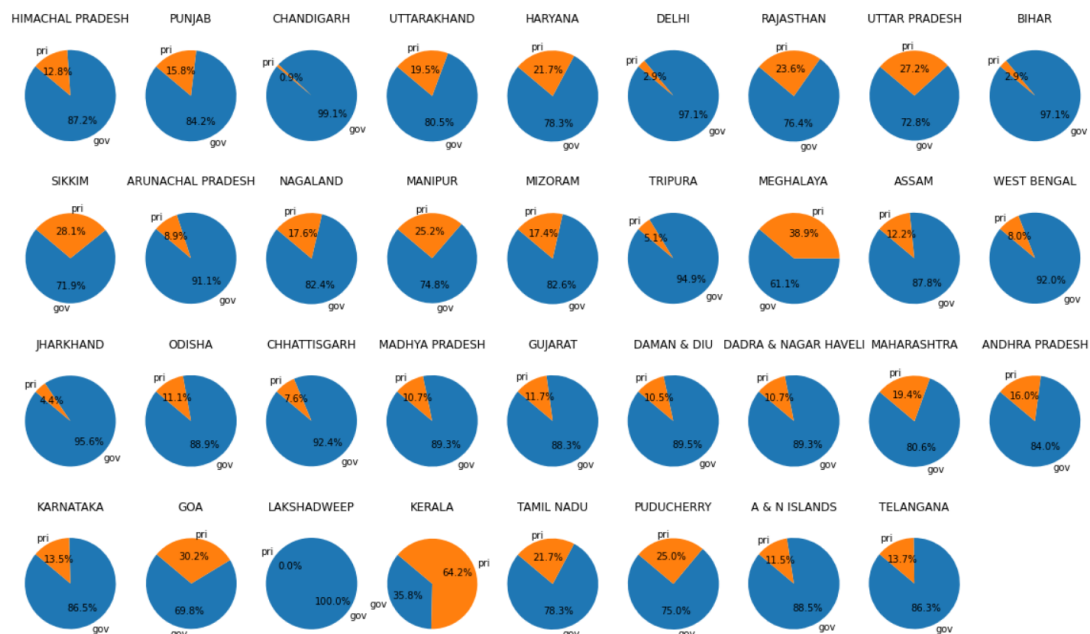 HIMACHAL PRADESH
pri
12.8%
87.2%
gov
PUNJAB
pri
15.8%
84.2%
gov
CHANDIGARH
pri
0.9%
99.1%
gov
UTTARAKHAND
pri
19.5%
80.5%
gov
HARYANA
pri
21.7%
78.3%
gov
DELHI
pri
2.9%
97.1%
gov
RAJASTHAN
pri
23.6%
76.4%
gov
UTTAR PRADESH
pri
27.2%
72.8%
gov
BIHAR
pri
2.9%
97.1%
gov
SIKKIM
pri
28.1%
71.9%
gov
ARUNACHAL PRADESH
pri
8.9%
91.1%
gov
NAGALAND
pri
17.6%
82.4%
gov
MANIPUR
pri
25.2%
74.8%
gov
MIZORAM
pri
17.4%
82.6%
gov
TRIPURA
pri
5.1%
94.9%
gov
MEGHALAYA
pri
38.9%
61.1%
gov
ASSAM
pri
12.2%
87.8%
gov
WEST BENGAL
pri
8.0%
92.0%
gov
JHARKHAND
pri
4.4%
95.6%
gov
ODISHA
pri
11.1%
88.9%
gov
CHHATTISGARH
pri
7.6%
92.4%
gov
MADHYA PRADESH
pri
10.7%
89.3%
gov
GUJARAT
pri
11.7%
88.3%
gov
DAMAN & DIU
pri
10.5%
89.5%
gov
DADRA & NAGAR HAVELI
pri
10.7%
89.3%
gov
MAHARASHTRA
pri
19.4%
80.6%
gov
ANDHRA PRADESH
pri
16.0%
84.0%
gov
KARNATAKA
pri
13.5%
86.5%
gov
GOA
pri
30.2%
69.8%
gov
LAKSHADWEEP
pri
0.0%
100.0%
gov
KERALA
pri
64.2%
35.8%
gov
TAMIL NADU
pri
21.7%
78.3%
gov
PUDUCHERRY
pri
25.0%
75.0%
gov
A & N ISLANDS
pri
11.5%
88.5%
gov
TELANGANA
pri
13.7%
86.3%
gov